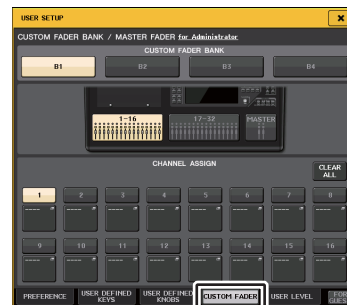 USER SETUP
CUSTOM FADER BANK / MASTER FADER for Administrator
CUSTOM FADER BANK
B1 B2 B3 B4
1-16 17-32 MASTER
CHANNEL ASSIGN
CLEAR
ALL
1 2 3 4 5 6 7 8
---- ---- ---- ---- ---- ---- ---- ----
9 10 11 12 13 14 15 16
---- ---- ---- ---- ---- ---- ---- ----
PREFERENCE USER DEFINED KEYS USER DEFINED KNOBS CUSTOM FADER USER LEVEL FOR GUEST